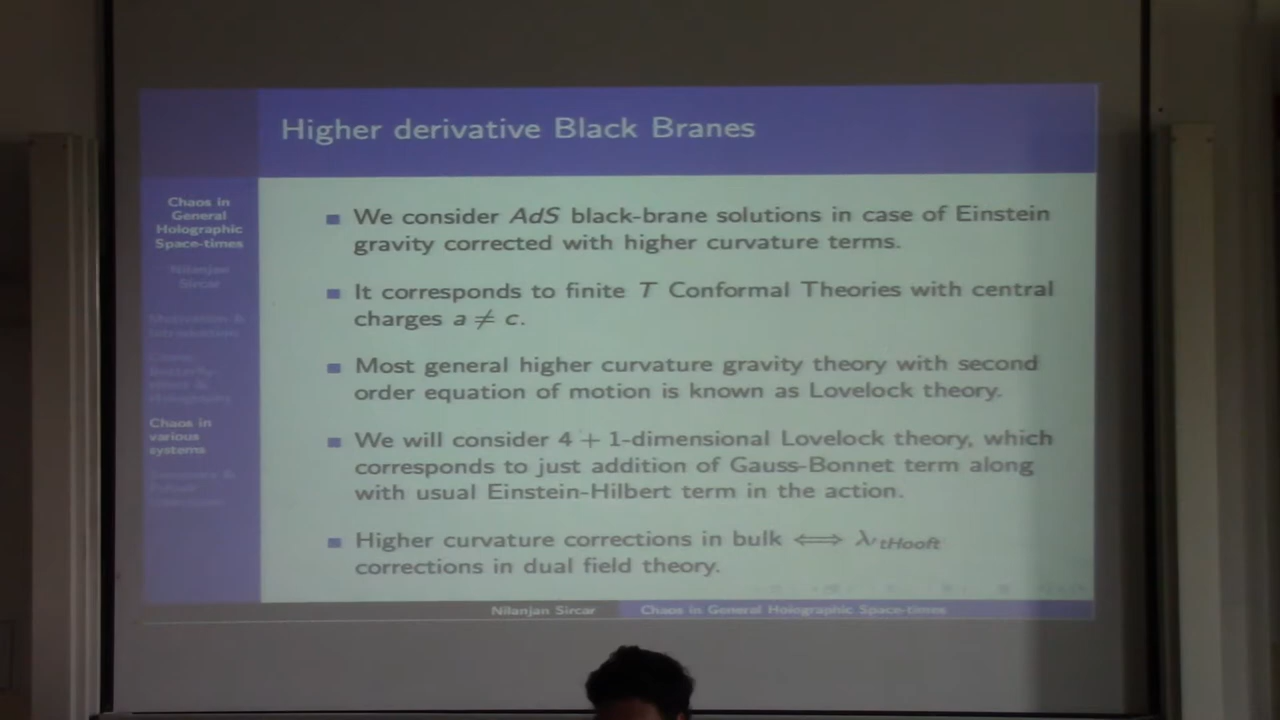 Higher derivative Black Branes
Chaos in
General
Holographic
Space-times
Nilanjan
Sircar
Motivation &
Introduction
Chaos in
various
systems
We consider AdS black-brane solutions in case of Einstein
gravity corrected with higher curvature terms.
It corresponds to finite T Conformal Theories with central
charges a ≠ c.
Most general higher curvature gravity theory with second
order equation of motion is known as Lovelock theory.
We will consider 4 + 1-dimensional Lovelock theory, which
corresponds to just addition of Gauss-Bonnet term along
with usual Einstein-Hilbert term in the action.
Higher curvature corrections in bulk ⟺ λ'tHooft
corrections in dual field theory.
Nilanjan Sircar
Chaos in General Holographic Space-times